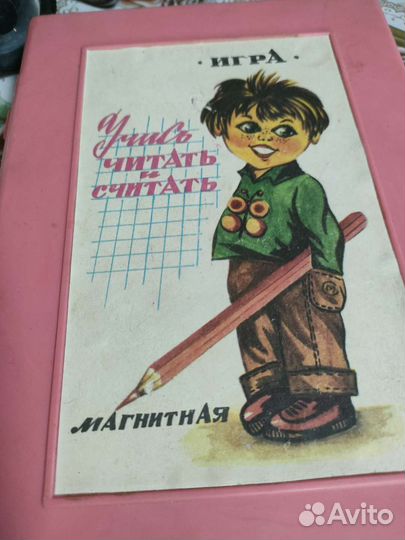 · ИГРА ·
Учись
читать
и
считать
магнитная
Avito